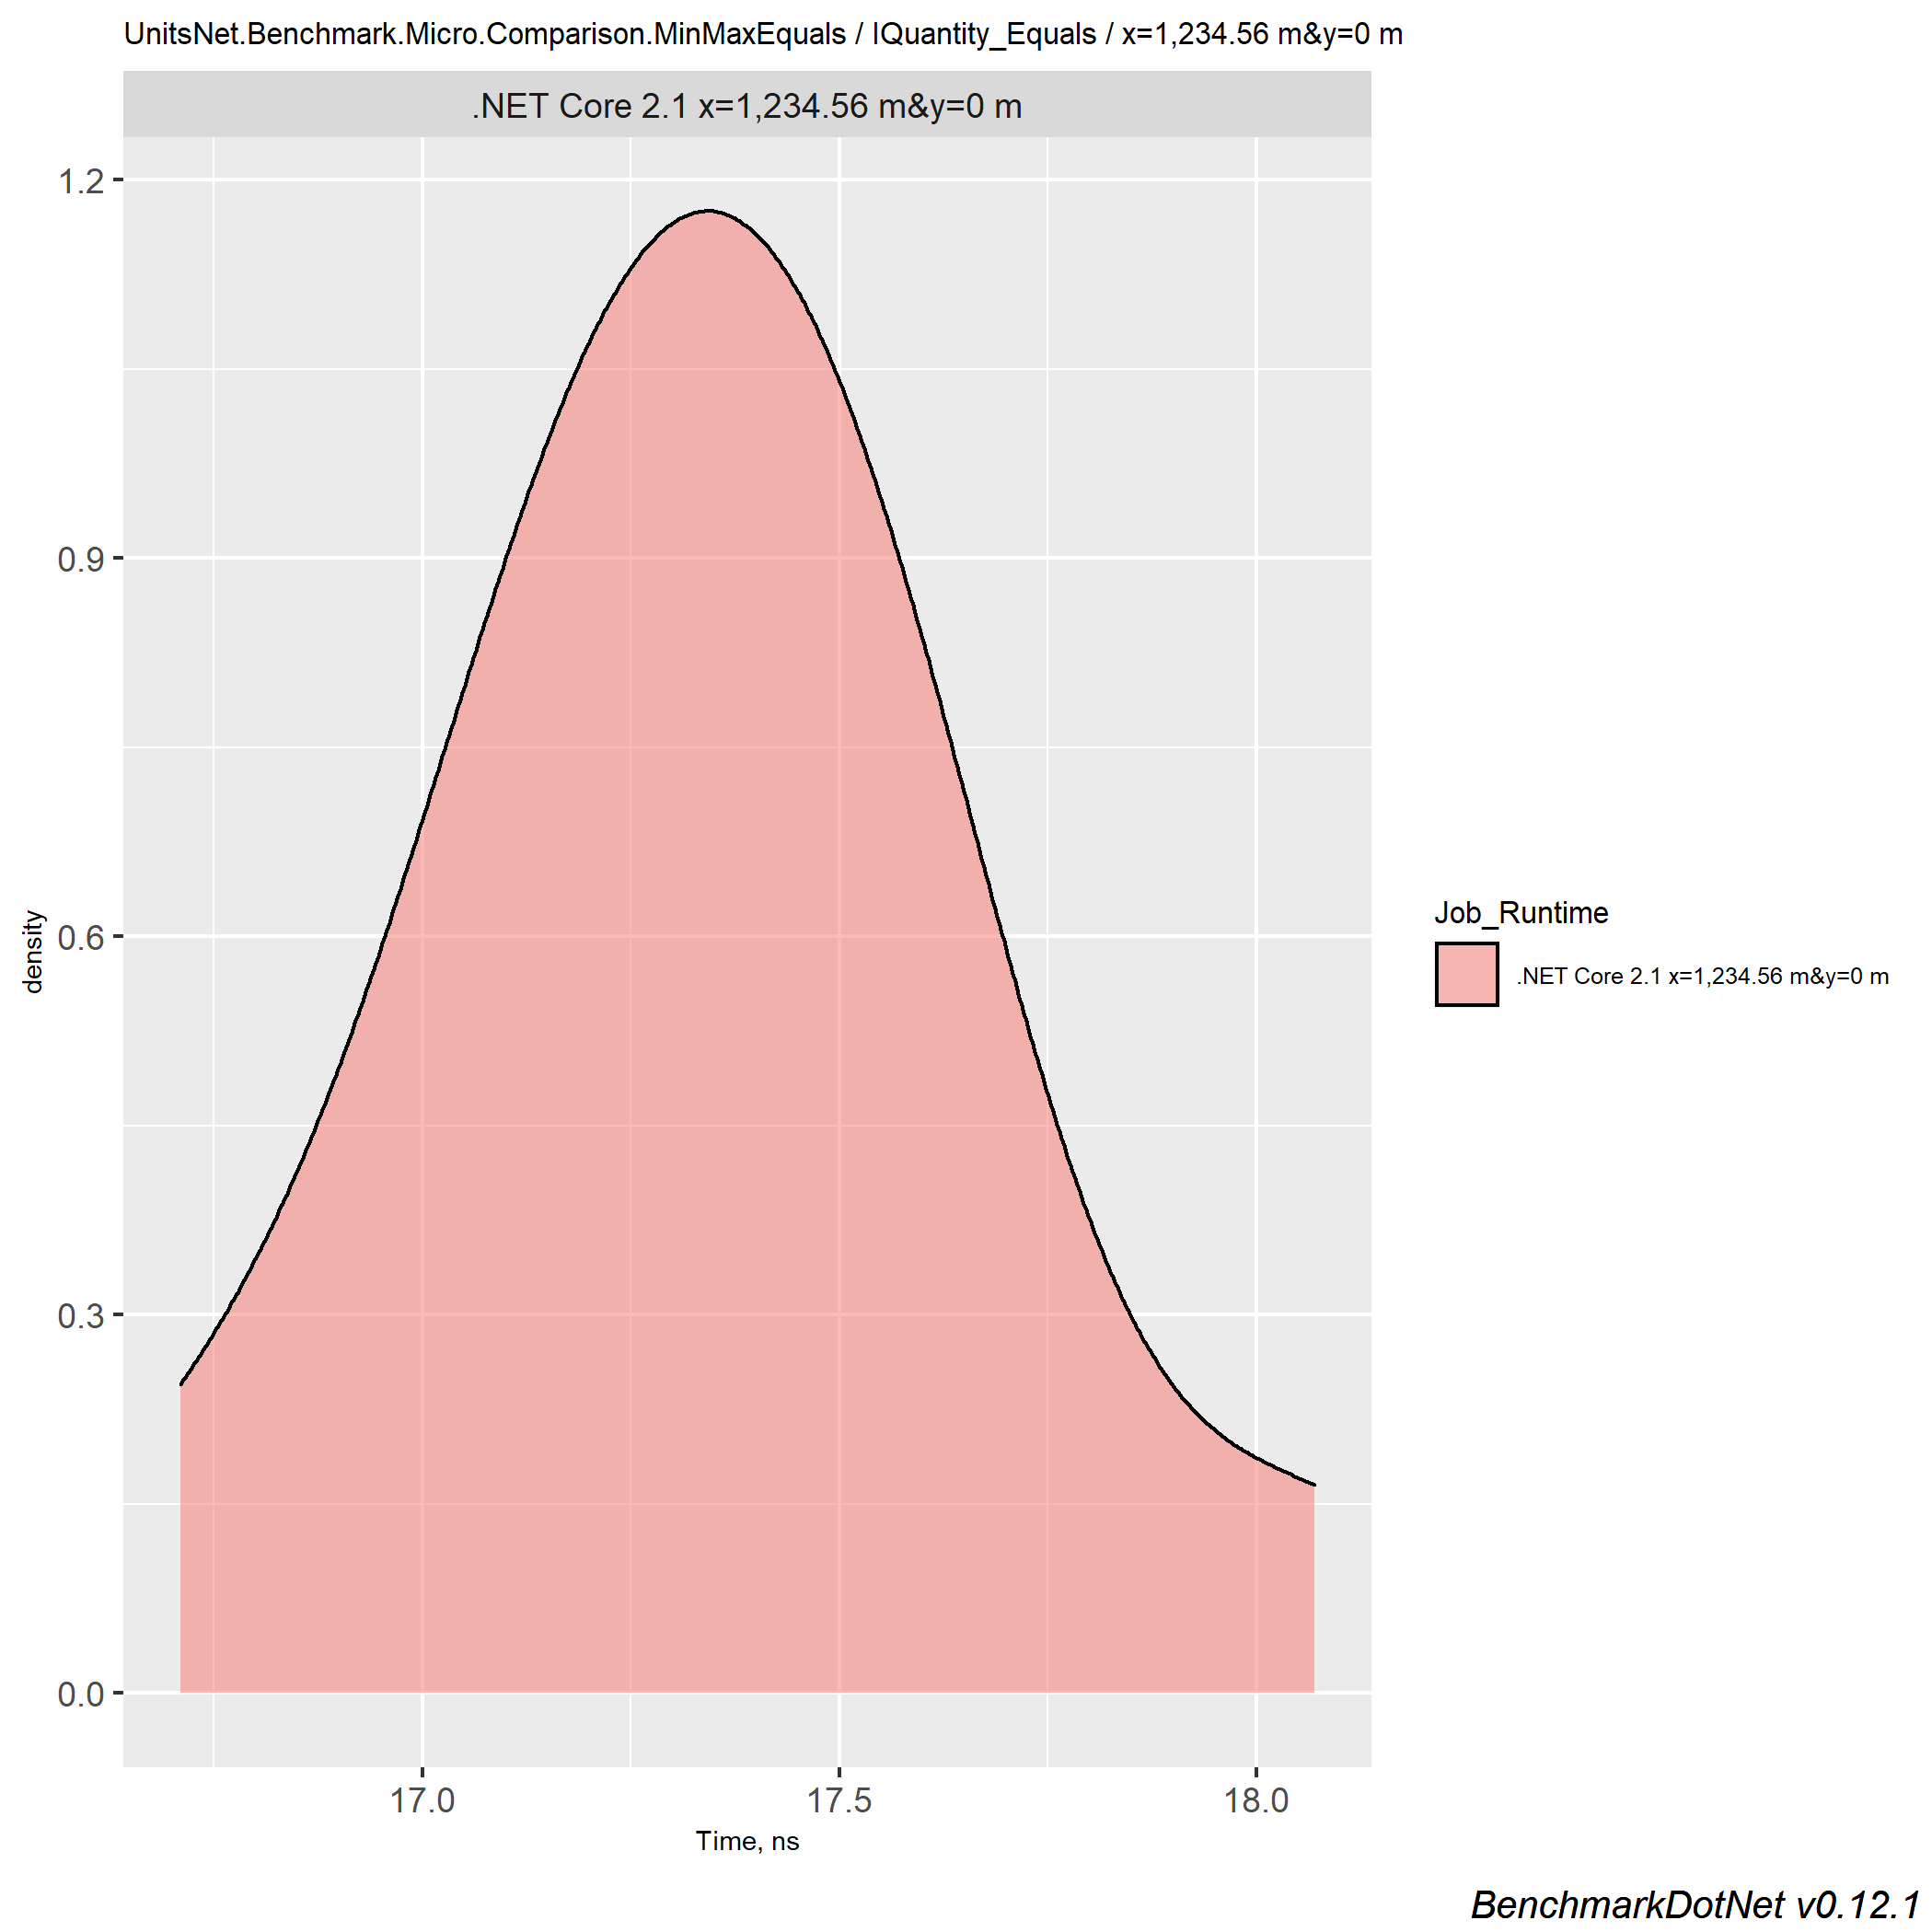 UnitsNet.Benchmark.Micro.Comparison.MinMaxEquals / IQuantity_Equals / x=1,234.56 m&y=0 m
.NET Core 2.1 x=1,234.56 m&y=0 m
1.2
0.9
0.6
0.3
0.0
density
17.0 17.5 18.0
Time, ns
Job_Runtime
.NET Core 2.1 x=1,234.56 m&y=0 m
BenchmarkDotNet v0.12.1